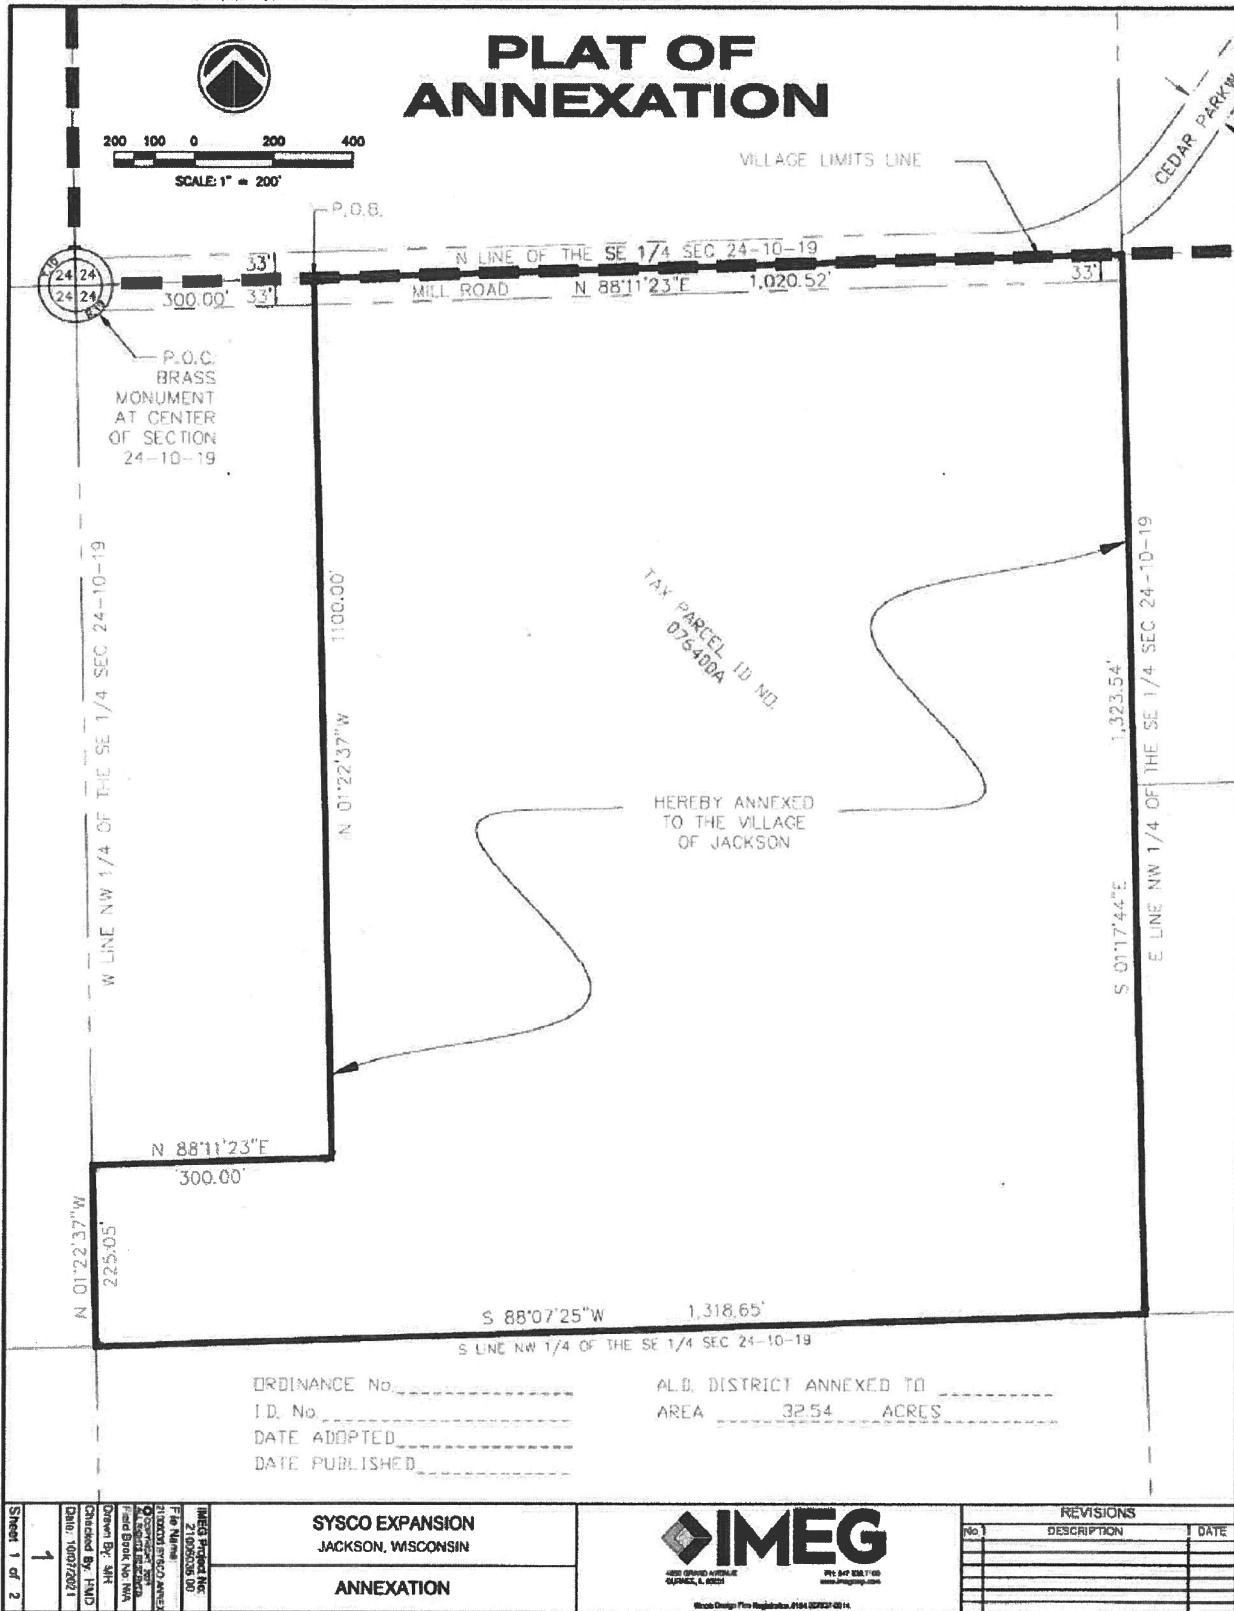 PLAT OF
ANNEXATION
200 100 0 200 400
SCALE: 1" = 200'
VILLAGE LIMITS LINE
CEDAR
P.O.B.
N LINE OF THE SE 1/4 SEC 24-10-19
33'
33'
300.00'
33'
MILL ROAD N 88°11'23"E 1,020.52'
24 24
24 24
P.O.C.
BRASS
MONUMENT
AT CENTER
OF SECTION
24-10-19
W LINE NW 1/4 OF THE SE 1/4 SEC 24-10-19
N 01°22'37"W 1100.00'
TAX PARCEL ID NO.
076400A
S 01°17'44"E 1,323.54'
E LINE NW 1/4 OF THE SE 1/4 SEC 24-10-19
HEREBY ANNEXED
TO THE VILLAGE
OF JACKSON
N 88°11'23"E
300.00'
N 01°22'37"W
225.05'
S 88°07'25"W 1,318.65'
S LINE NW 1/4 OF THE SE 1/4 SEC 24-10-19
ORDINANCE No.
I.D. No.
DATE ADOPTED
DATE PUBLISHED
ALD. DISTRICT ANNEXED TO
AREA 32.54 ACRES
Sheet 1 of 2
1
Date: 10/07/2021
Checked By: HMD
Drawn By: SJH
Field Book No: N/A
File Name:
IMEG Project No:
SYSCO EXPANSION
JACKSON, WISCONSIN
ANNEXATION
IMEG
REVISIONS
No DESCRIPTION DATE